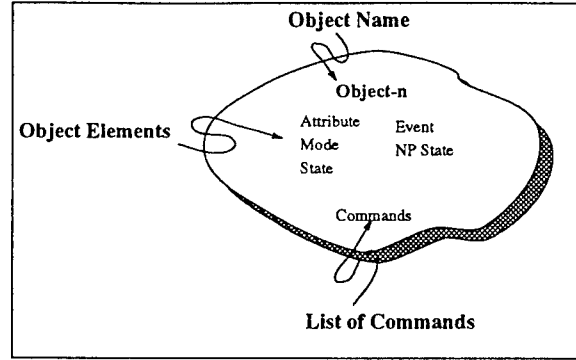 Object Name
Object-n
Attribute Event
Object Elements
Mode NP State
State
Commands
List of Commands